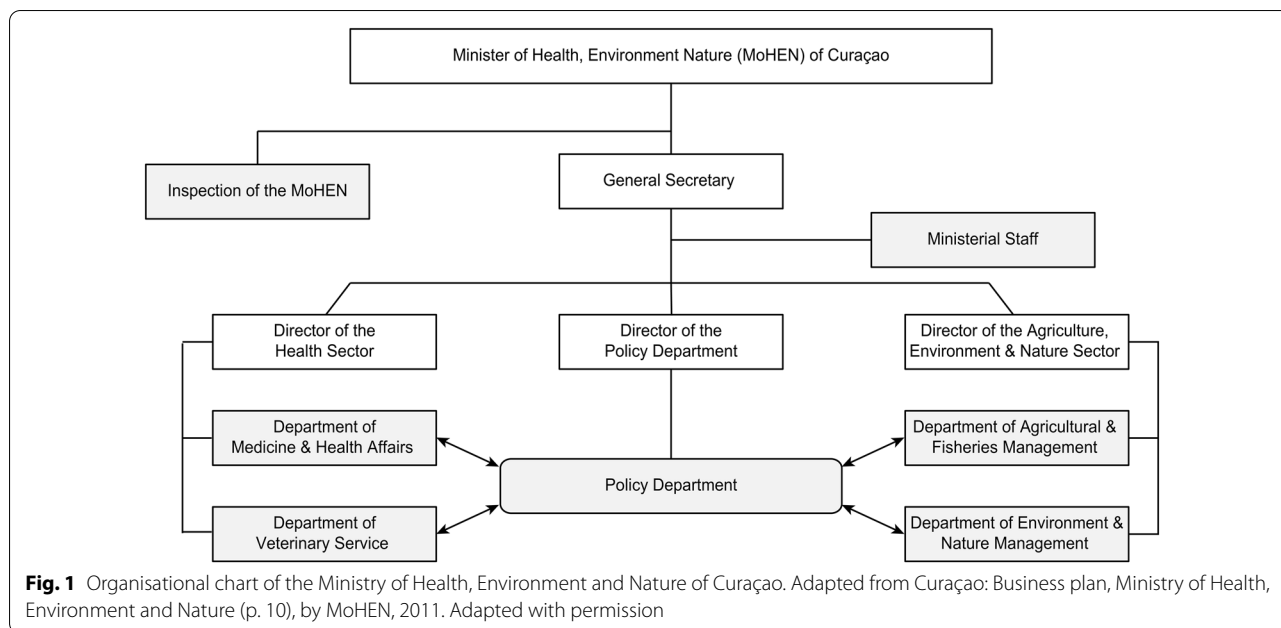 Minister of Health, Environment Nature (MoHEN) of Curaçao
Inspection of the MoHEN
General Secretary
Ministerial Staff
Director of the
Health Sector
Director of the
Policy Department
Director of the Agriculture,
Environment & Nature Sector
Department of
Medicine & Health Affairs
Department of Agricultural &
Fisheries Management
Policy Department
Department of
Veterinary Service
Department of Environment &
Nature Management
Fig. 1 Organisational chart of the Ministry of Health, Environment and Nature of Curaçao. Adapted from Curaçao: Business plan, Ministry of Health,
Environment and Nature (p. 10), by MoHEN, 2011. Adapted with permission